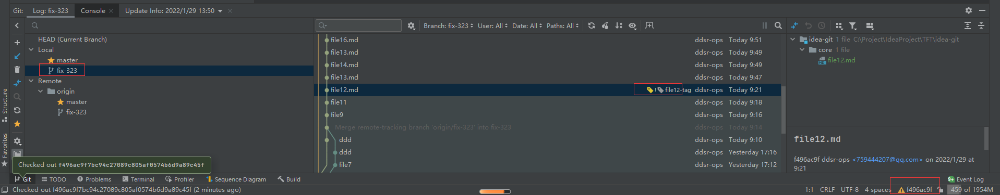 Git: Log: fix-323 Console Update Info: 2022/1/29 13:50
HEAD (Current Branch)
Local
master
fix-323
Remote
origin
master
fix-323
Branch: fix-323 User: All Date: All Paths: All
file16.md ddsr-ops Today 9:51
file13.md ddsr-ops Today 9:49
file14.md ddsr-ops Today 9:49
file13.md ddsr-ops Today 9:47
file12.md ! file12-tag ddsr-ops Today 9:21
file11 ddsr-ops Today 9:18
file9 ddsr-ops Today 9:16
Merge remote-tracking branch 'origin/fix-323' into fix-323 ddsr-ops Today 9:14
ddd ddsr-ops Today 9:10
ddd ddsr-ops Yesterday 17:16
file7 ddsr-ops Yesterday 17:12
idea-git 1 file C:\Project\IdeaProject\TFT\idea-git
core 1 file
MD file12.md
file12.md
f496ac9f ddsr-ops <759444207@qq.com> on 2022/1/29 at
9:21
Structure
Favorites
Checked out f496ac9f7bc94c27089c805af0574b6d9a89c45f
Git TODO Problems Terminal Profiler Sequence Diagram Build 9+ Event Log
Checked out f496ac9f7bc94c27089c805af0574b6d9a89c45f (2 minutes ago) 1:1 CRLF UTF-8 4 spaces f496ac9f 459 of 1954M